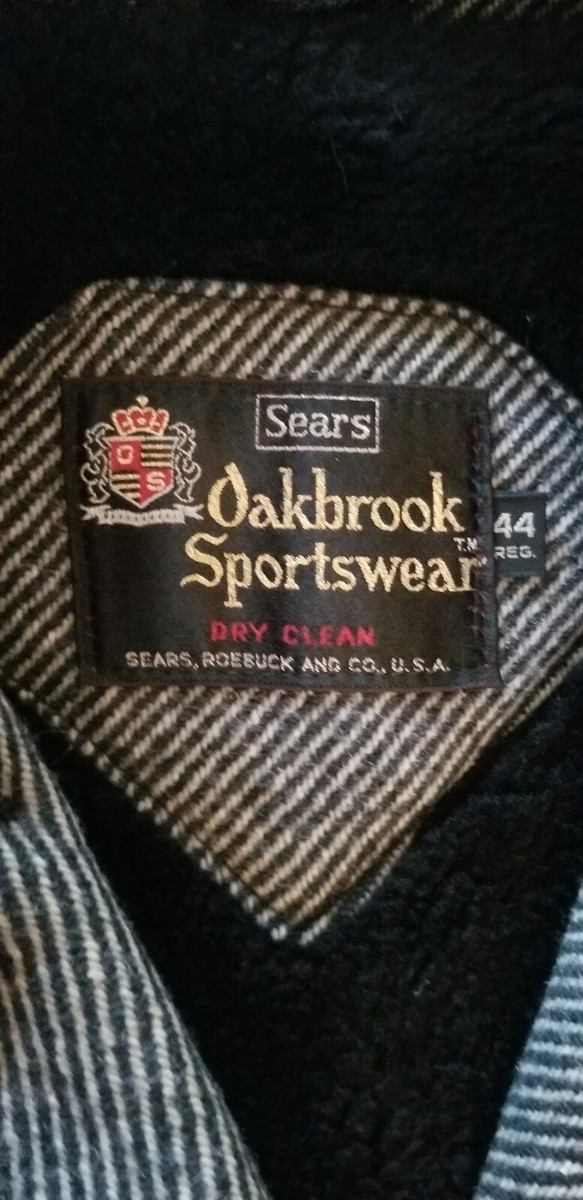 Sears
O
S
Oakbrook
Sportswear T.M.
DRY CLEAN
SEARS, ROEBUCK AND CO., U.S.A.
44
REG.